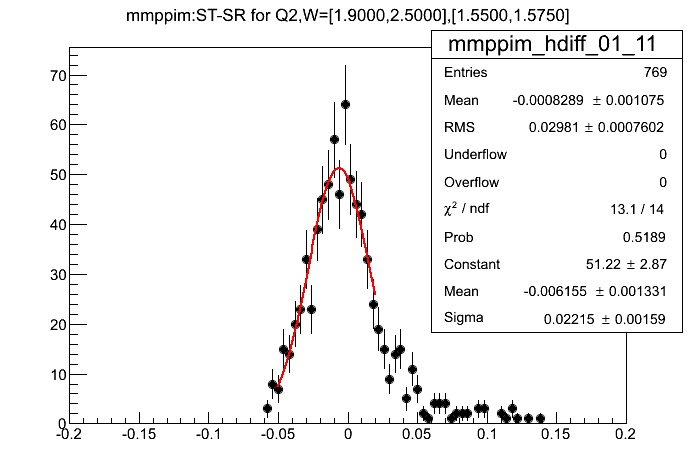 mmppim:ST-SR for Q2,W=[1.9000,2.5000],[1.5500,1.5750]
mmppim_hdiff_01_11
Entries 769
Mean -0.0008289 ± 0.001075
RMS 0.02981 ± 0.0007602
Underflow 0
Overflow 0
χ² / ndf 13.1 / 14
Prob 0.5189
Constant 51.22 ± 2.87
Mean -0.006155 ± 0.001331
Sigma 0.02215 ± 0.00159
70
60
50
40
30
20
10
0
-0.2 -0.15 -0.1 -0.05 0 0.05 0.1 0.15 0.2